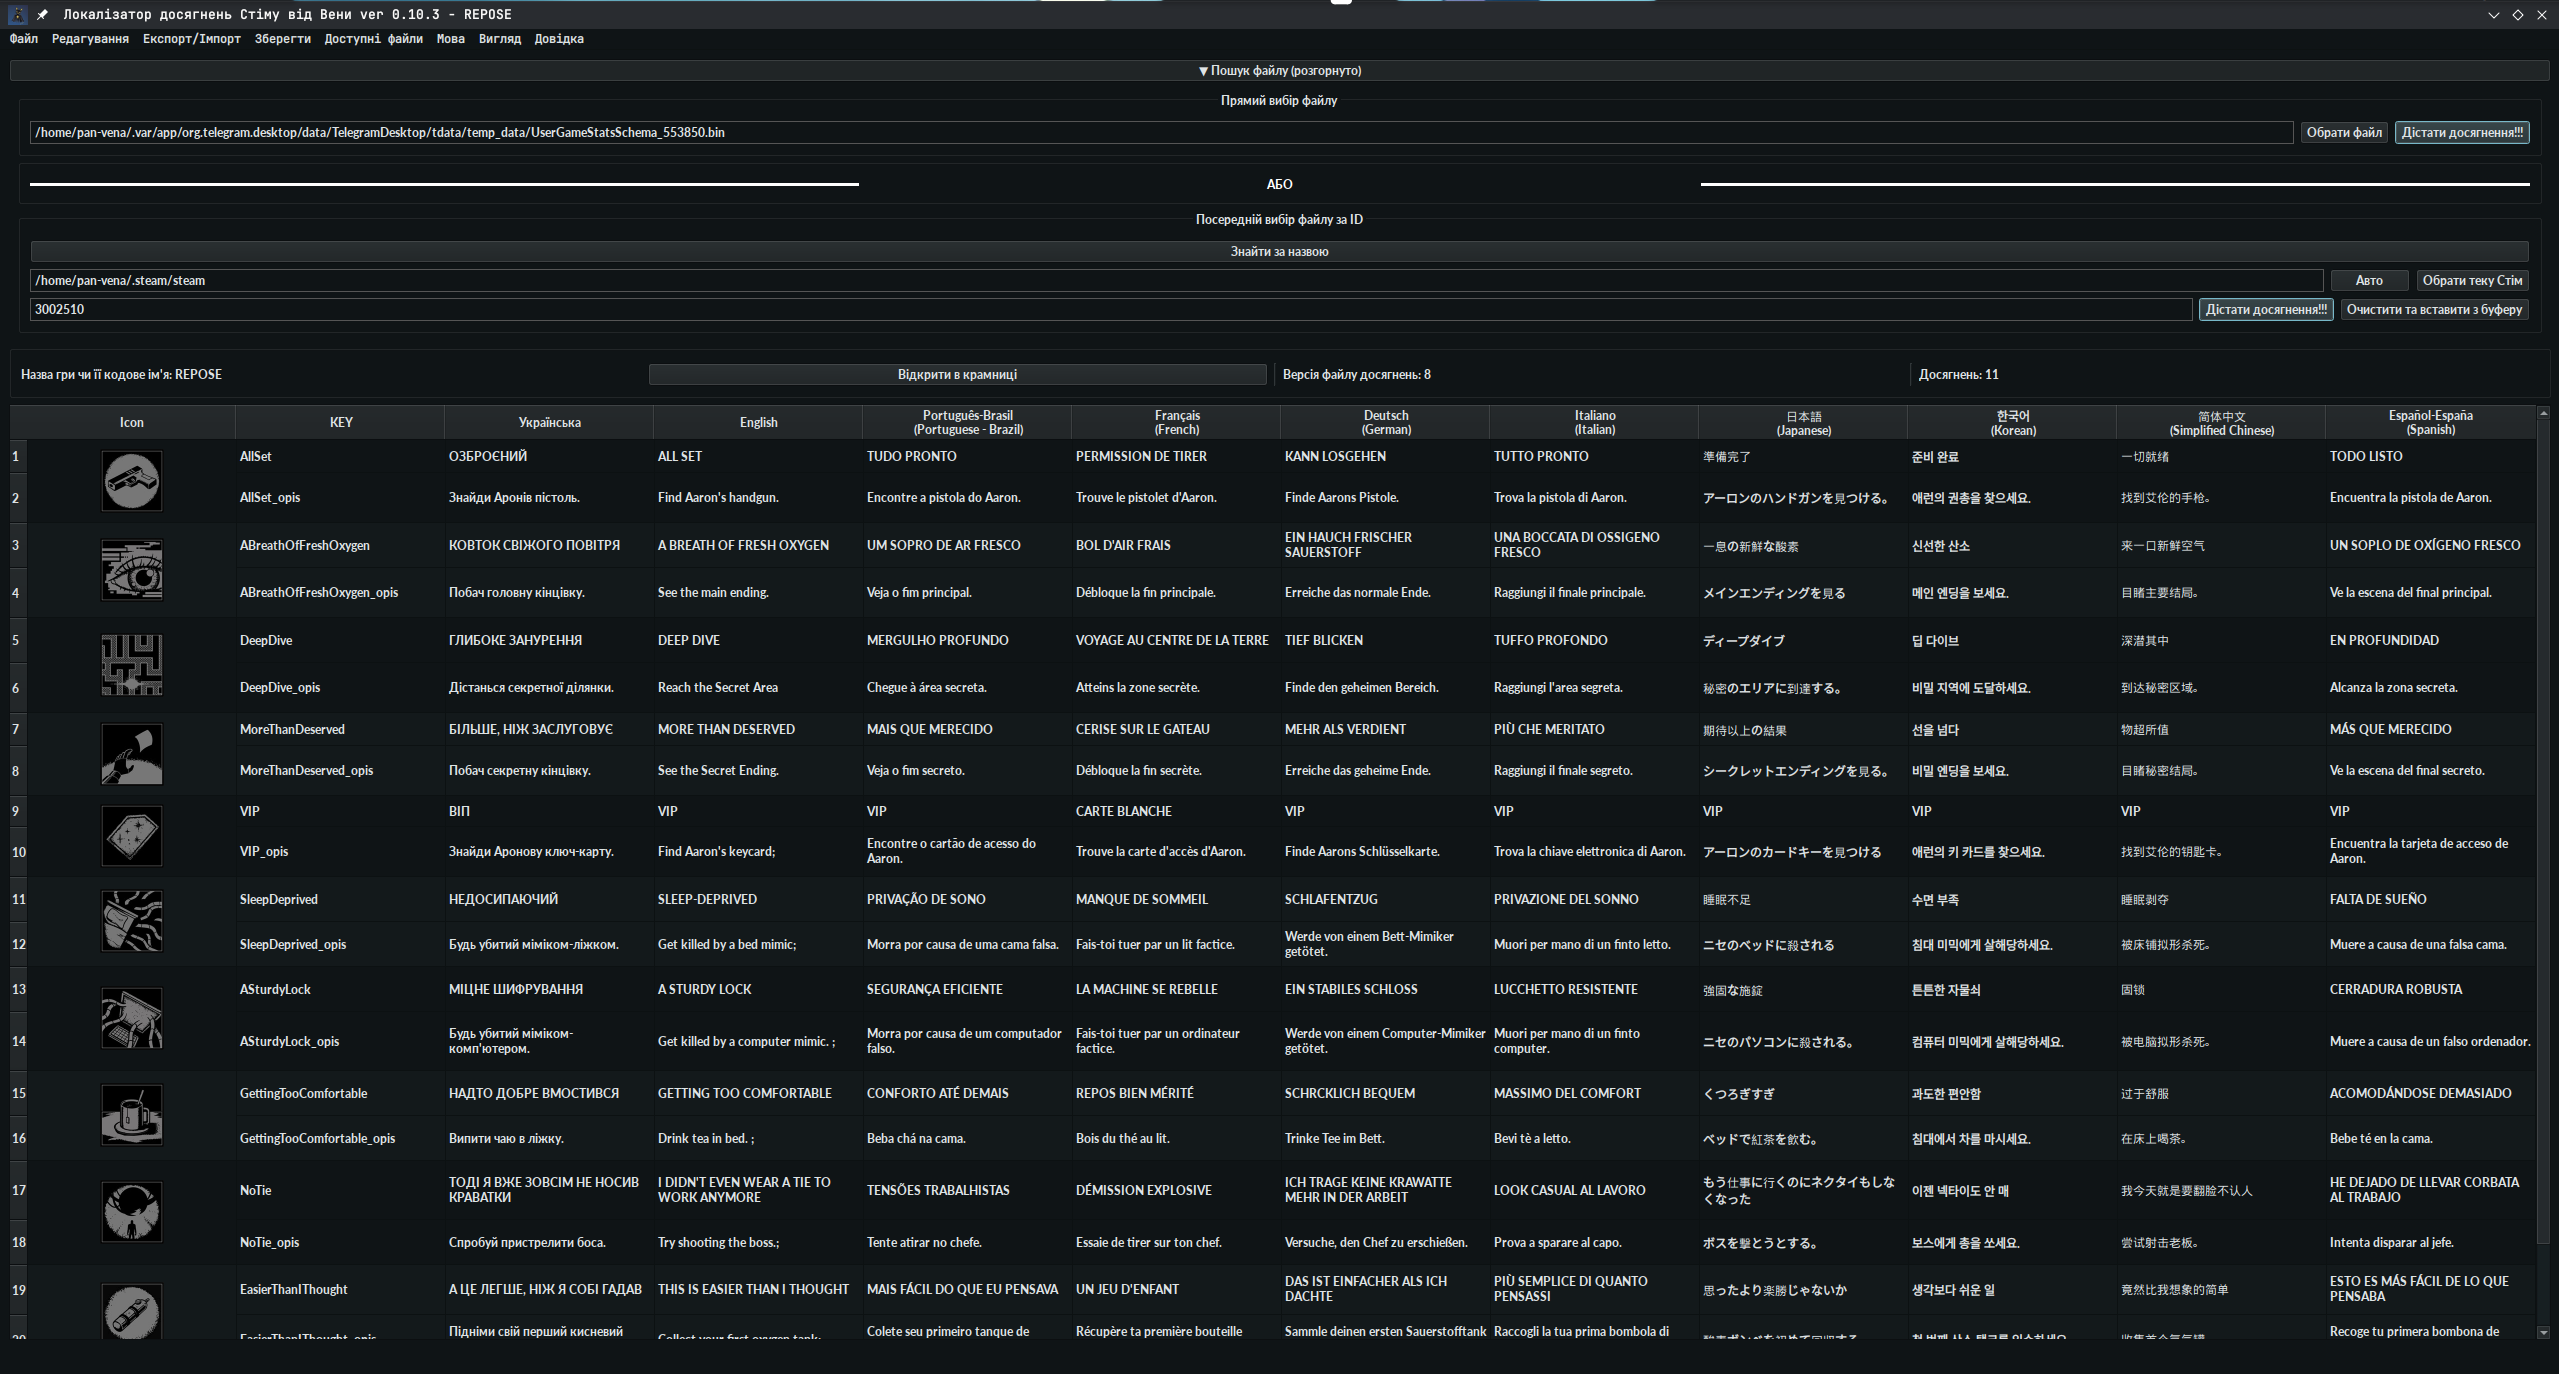 Локалізатор досягнень Стіму від Вени ver 0.10.3 - REPOSE
Файл Редагування Експорт/Імпорт Зберегти Доступні файли Мова Вигляд Довідка
▼ Пошук файлу (розгорнуто)
Прямий вибір файлу
/home/pan-vena/.var/app/org.telegram.desktop/data/TelegramDesktop/tdata/temp_data/UserGameStatsSchema_553850.bin Обрати файл Дістати досягнення!!!
АБО
Посередній вибір файлу за ID
Знайти за назвою
/home/pan-vena/.steam/steam Авто Обрати теку Стім
3002510 Дістати досягнення!!! Очистити та вставити з буферу
Назва гри чи її кодове ім'я: REPOSE Відкрити в крамниці Версія файлу досягнень: 8 Досягнень: 11
Icon KEY Українська English Português-Brasil (Portuguese - Brazil) Français (French) Deutsch (German) Italiano (Italian) 日本語 (Japanese) 한국어 (Korean) 简体中文 (Simplified Chinese) Español-España (Spanish)
1 AllSet ОЗБРОЄНИЙ ALL SET TUDO PRONTO PERMISSION DE TIRER KANN LOSGEHEN TUTTO PRONTO 準備完了 준비 완료 一切就绪 TODO LISTO
2 AllSet_opis Знайди Аронів пістоль. Find Aaron's handgun. Encontre a pistola do Aaron. Trouve le pistolet d'Aaron. Finde Aarons Pistole. Trova la pistola di Aaron. アーロンのハンドガンを見つける。 애런의 권총을 찾으세요. 找到艾伦的手枪。 Encuentra la pistola de Aaron.
3 ABreathOfFreshOxygen КОВТОК СВІЖОГО ПОВІТРЯ A BREATH OF FRESH OXYGEN UM SOPRO DE AR FRESCO BOL D'AIR FRAIS EIN HAUCH FRISCHER SAUERSTOFF UNA BOCCATA DI OSSIGENO FRESCO 一息の新鮮な酸素 신선한 산소 来一口新鲜空气 UN SOPLO DE OXÍGENO FRESCO
4 ABreathOfFreshOxygen_opis Побач головну кінцівку. See the main ending. Veja o fim principal. Débloque la fin principale. Erreiche das normale Ende. Raggiungi il finale principale. メインエンディングを見る 메인 엔딩을 보세요. 目睹主要结局。 Ve la escena del final principal.
5 DeepDive ГЛИБОКЕ ЗАНУРЕННЯ DEEP DIVE MERGULHO PROFUNDO VOYAGE AU CENTRE DE LA TERRE TIEF BLICKEN TUFFO PROFONDO ディープダイブ 딥 다이브 深潜其中 EN PROFUNDIDAD
6 DeepDive_opis Дістанься секретної ділянки. Reach the Secret Area Chegue à área secreta. Atteins la zone secrète. Finde den geheimen Bereich. Raggiungi l'area segreta. 秘密のエリアに到達する。 비밀 지역에 도달하세요. 到达秘密区域。 Alcanza la zona secreta.
7 MoreThanDeserved БІЛЬШЕ, НІЖ ЗАСЛУГОВУЄ MORE THAN DESERVED MAIS QUE MERECIDO CERISE SUR LE GATEAU MEHR ALS VERDIENT PIÙ CHE MERITATO 期待以上の結果 선을 넘다 物超所值 MÁS QUE MERECIDO
8 MoreThanDeserved_opis Побач секретну кінцівку. See the Secret Ending. Veja o fim secreto. Débloque la fin secrète. Erreiche das geheime Ende. Raggiungi il finale segreto. シークレットエンディングを見る。 비밀 엔딩을 보세요. 目睹秘密结局。 Ve la escena del final secreto.
9 VIP ВІП VIP VIP CARTE BLANCHE VIP VIP VIP VIP VIP VIP
10 VIP_opis Знайди Аронову ключ-карту. Find Aaron's keycard; Encontre o cartão de acesso do Aaron. Trouve la carte d'accès d'Aaron. Finde Aarons Schlüsselkarte. Trova la chiave elettronica di Aaron. アーロンのカードキーを見つける 애런의 키 카드를 찾으세요. 找到艾伦的钥匙卡。 Encuentra la tarjeta de acceso de Aaron.
11 SleepDeprived НЕДОСИПАЮЧИЙ SLEEP-DEPRIVED PRIVAÇÃO DE SONO MANQUE DE SOMMEIL SCHLAFENTZUG PRIVAZIONE DEL SONNO 睡眠不足 수면 부족 睡眠剥夺 FALTA DE SUEÑO
12 SleepDeprived_opis Будь убитий міміком-ліжком. Get killed by a bed mimic; Morra por causa de uma cama falsa. Fais-toi tuer par un lit factice. Werde von einem Bett-Mimiker getötet. Muori per mano di un finto letto. ニセのベッドに殺される 침대 미믹에게 살해당하세요. 被床铺拟形杀死。 Muere a causa de una falsa cama.
13 ASturdyLock МІЦНЕ ШИФРУВАННЯ A STURDY LOCK SEGURANÇA EFICIENTE LA MACHINE SE REBELLE EIN STABILES SCHLOSS LUCCHETTO RESISTENTE 強固な施錠 튼튼한 자물쇠 固锁 CERRADURA ROBUSTA
14 ASturdyLock_opis Будь убитий міміком-комп'ютером. Get killed by a computer mimic. ; Morra por causa de um computador falso. Fais-toi tuer par un ordinateur factice. Werde von einem Computer-Mimiker getötet. Muori per mano di un finto computer. ニセのパソコンに殺される。 컴퓨터 미믹에게 살해당하세요. 被电脑拟形杀死。 Muere a causa de un falso ordenador.
15 GettingTooComfortable НАДТО ДОБРЕ ВМОСТИВСЯ GETTING TOO COMFORTABLE CONFORTO ATÉ DEMAIS REPOS BIEN MÉRITÉ SCHRCKLICH BEQUEM MASSIMO DEL COMFORT くつろぎすぎ 과도한 편안함 过于舒服 ACOMODÁNDOSE DEMASIADO
16 GettingTooComfortable_opis Випити чаю в ліжку. Drink tea in bed. ; Beba chá na cama. Bois du thé au lit. Trinke Tee im Bett. Bevi tè a letto. ベッドで紅茶を飲む。 침대에서 차를 마시세요. 在床上喝茶。 Bebe té en la cama.
17 NoTie ТОДІ Я ВЖЕ ЗОВСІМ НЕ НОСИВ КРАВАТКИ I DIDN'T EVEN WEAR A TIE TO WORK ANYMORE TENSÕES TRABALHISTAS DÉMISSION EXPLOSIVE ICH TRAGE KEINE KRAWATTE MEHR IN DER ARBEIT LOOK CASUAL AL LAVORO もう仕事に行くのにネクタイもしなくなった 이젠 넥타이도 안 매 我今天就是要翻脸不认人 HE DEJADO DE LLEVAR CORBATA AL TRABAJO
18 NoTie_opis Спробуй пристрелити боса. Try shooting the boss.; Tente atirar no chefe. Essaie de tirer sur ton chef. Versuche, den Chef zu erschießen. Prova a sparare al capo. ボスを撃とうとする。 보스에게 총을 쏘세요. 尝试射击老板。 Intenta disparar al jefe.
19 EasierThanIThought А ЦЕ ЛЕГШЕ, НІЖ Я СОБІ ГАДАВ THIS IS EASIER THAN I THOUGHT MAIS FÁCIL DO QUE EU PENSAVA UN JEU D'ENFANT DAS IST EINFACHER ALS ICH DACHTE PIÙ SEMPLICE DI QUANTO PENSASSI 思ったより楽勝じゃないか 생각보다 쉬운 일 竟然比我想象的简单 ESTO ES MÁS FÁCIL DE LO QUE PENSABA
Підніми свій перший кисневий Colete seu primeiro tanque de Récupère ta première bouteille Sammle deinen ersten Sauerstofftank Raccogli la tua prima bombola di Recoge tu primera bombona de